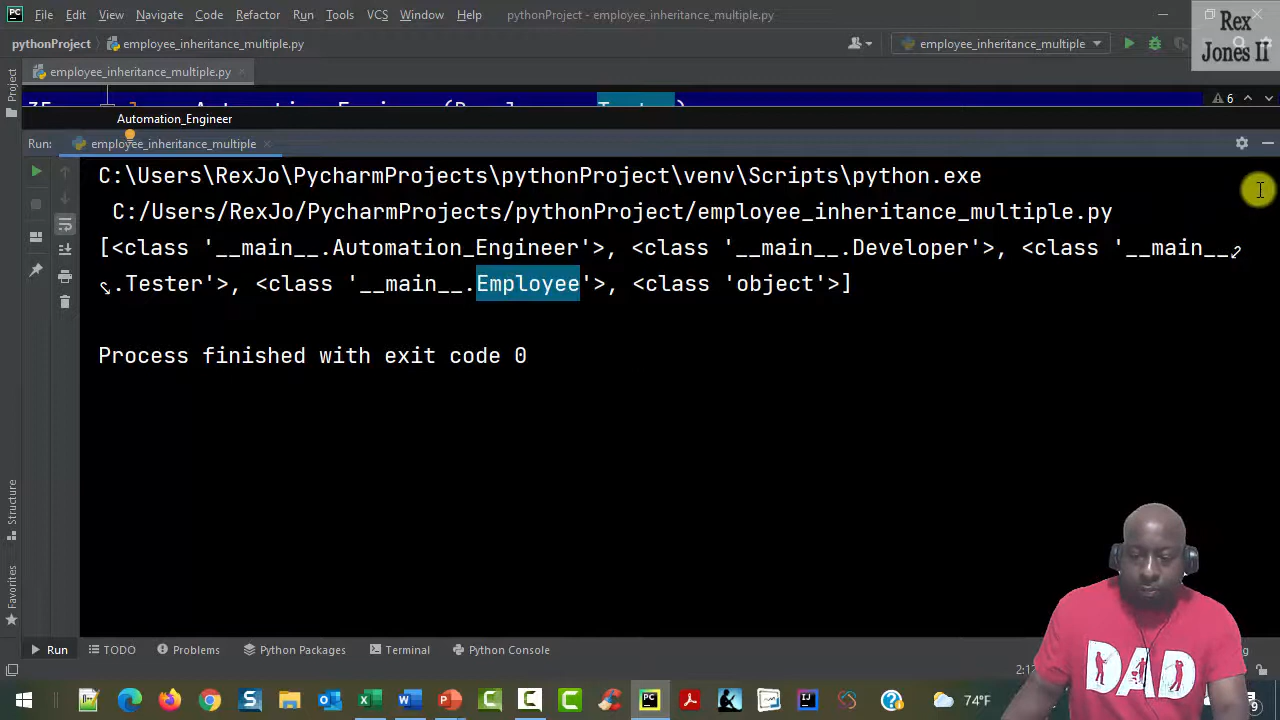 File Edit View Navigate Code Refactor Run Tools VCS Window Help pythonProject - employee_inheritance_multiple.py
Rex
Jones II
pythonProject employee_inheritance_multiple.py employee_inheritance_multiple
employee_inheritance_multiple.py
Project
6
Automation_Engineer
Run: employee_inheritance_multiple
C:\Users\RexJo\PycharmProjects\pythonProject\venv\Scripts\python.exe
C:/Users/RexJo/PycharmProjects/pythonProject/employee_inheritance_multiple.py
[<class '__main__.Automation_Engineer'>, <class '__main__.Developer'>, <class '__main__
.Tester'>, <class '__main__.Employee'>, <class 'object'>]
Process finished with exit code 0
Structure
Favorites
DAD
Run TODO Problems Python Packages Terminal Python Console
74°F